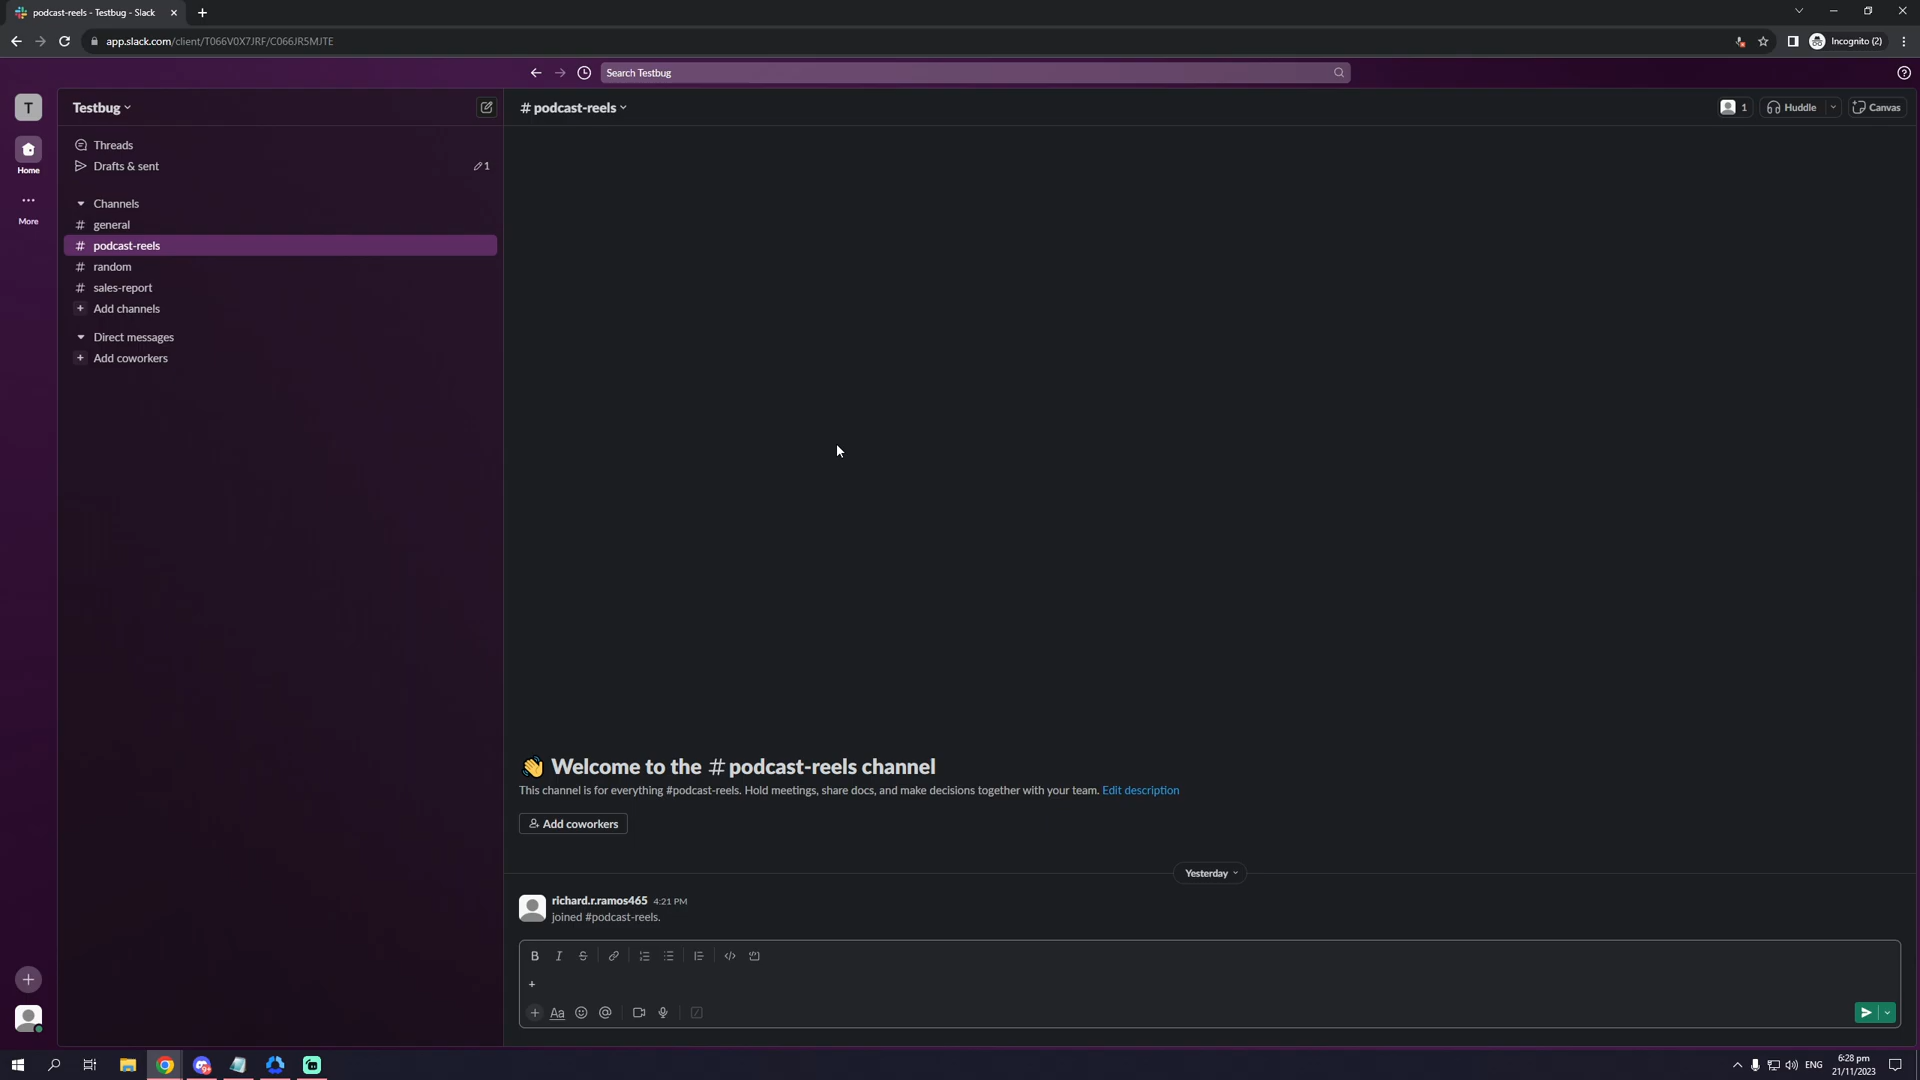 podcast-reels - Testbug - Slack
app.slack.com/client/T066V0X7JRF/C066JR5MJTE
Incognito (2)
Search Testbug
T
Testbug
# podcast-reels
1
Huddle
Canvas
Home
More
Threads
Drafts & sent
1
Channels
# general
# podcast-reels
# random
# sales-report
+ Add channels
Direct messages
+ Add coworkers
Welcome to the # podcast-reels channel
This channel is for everything #podcast-reels. Hold meetings, share docs, and make decisions together with your team. Edit description
Add coworkers
Yesterday
richard.r.ramos465 4:21 PM
joined #podcast-reels.
B I S
+
Aa
ENG
6:28 pm
21/11/2023